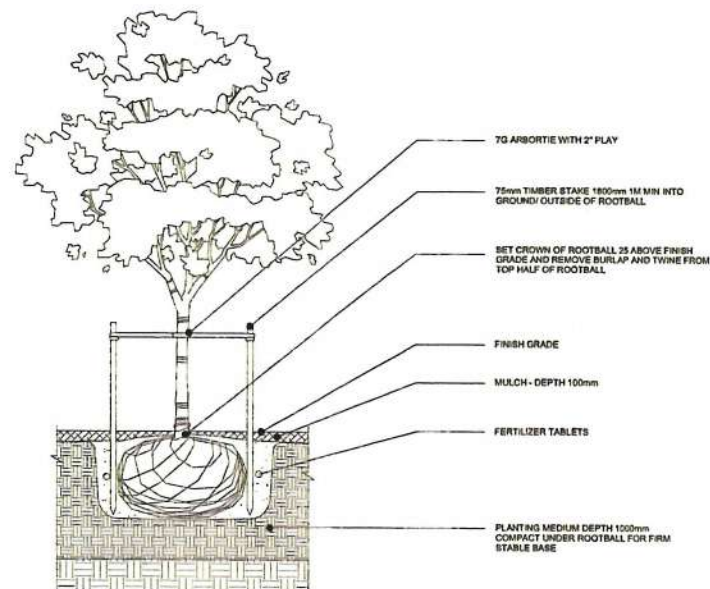 7G ARBORTIE WITH 2" PLAY
75mm TIMBER STAKE 1800mm 1M MIN INTO
GROUND/ OUTSIDE OF ROOTBALL
SET CROWN OF ROOTBALL 25 ABOVE FINISH
GRADE AND REMOVE BURLAP AND TWINE FROM
TOP HALF OF ROOTBALL
FINISH GRADE
MULCH - DEPTH 100mm
FERTILIZER TABLETS
PLANTING MEDIUM DEPTH 1000mm
COMPACT UNDER ROOTBALL FOR FIRM
STABLE BASE